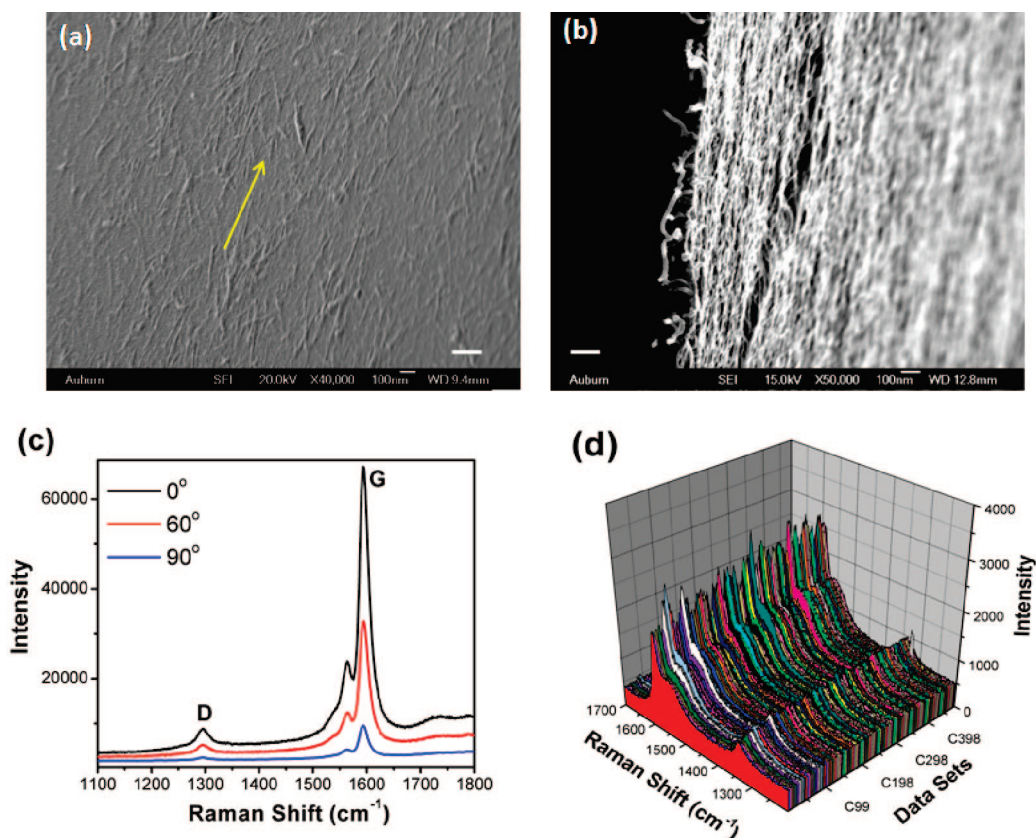 (a)
Auburn SEI 20.0kV X40,000 100nm WD 9.4mm
(b)
Auburn SEI 15.0kV X50,000 100nm WD 12.8mm
(c)
0°
60°
90°
G
D
60000
40000
20000
Intensity
1100 1200 1300 1400 1500 1600 1700 1800
Raman Shift (cm⁻¹)
(d)
4000
3000
2000
1000
0
Intensity
1700
1600
1500
1400
1300
Raman Shift (cm⁻¹)
C99
C198
C298
C398
Data Sets